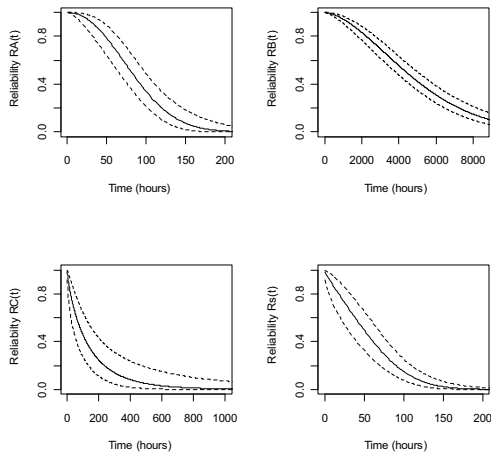 Reliability RA(t)
0.8
0.4
0.0
0 50 100 150 200
Time (hours)
Reliability RB(t)
0.8
0.4
0.0
0 2000 4000 6000 8000
Time (hours)
Reliabilty RC(t)
0.8
0.4
0.0
0 200 400 600 800 1000
Time (hours)
Reliability Rs(t)
0.8
0.4
0.0
0 50 100 150 200
Time (hours)